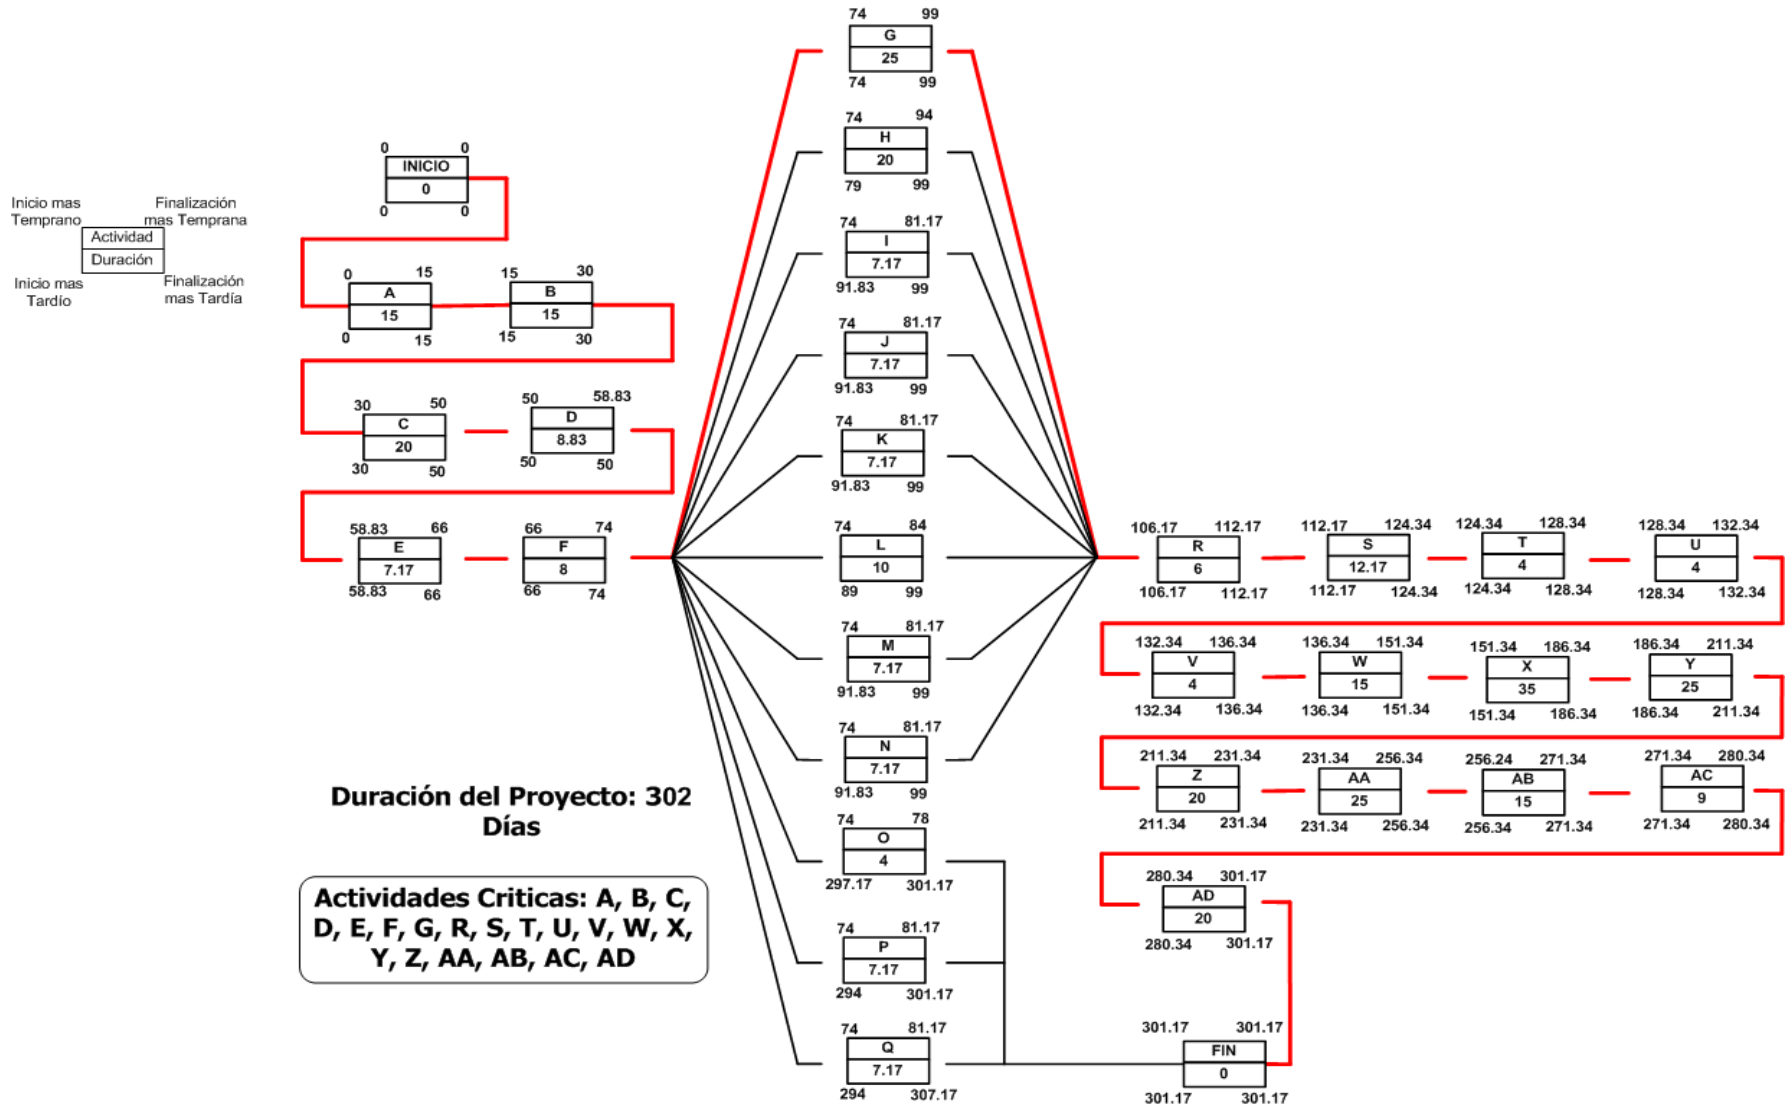 Inicio mas Finalización
Temprano mas Temprana
Actividad
Duración
Inicio mas Finalización
Tardío mas Tardía
0 0
INICIO
0
0 0
0 15
A
15
0 15
15 30
B
15
15 30
30 50
C
20
30 50
50 58.83
D
8.83
50 50
58.83 66
E
7.17
58.83 66
66 74
F
8
66 74
74 99
G
25
74 99
74 94
H
20
79 99
74 81.17
I
7.17
91.83 99
74 81.17
J
7.17
91.83 99
74 81.17
K
7.17
91.83 99
74 84
L
10
89 99
74 81.17
M
7.17
91.83 99
74 81.17
N
7.17
91.83 99
74 78
O
4
297.17 301.17
74 81.17
P
7.17
294 301.17
74 81.17
Q
7.17
294 307.17
106.17 112.17
R
6
106.17 112.17
112.17 124.34
S
12.17
112.17 124.34
124.34 128.34
T
4
124.34 128.34
128.34 132.34
U
4
128.34 132.34
132.34 136.34
V
4
132.34 136.34
136.34 151.34
W
15
136.34 151.34
151.34 186.34
X
35
151.34 186.34
186.34 211.34
Y
25
186.34 211.34
211.34 231.34
Z
20
211.34 231.34
231.34 256.34
AA
25
231.34 256.34
256.24 271.34
AB
15
256.34 271.34
271.34 280.34
AC
9
271.34 280.34
280.34 301.17
AD
20
280.34 301.17
301.17 301.17
FIN
0
301.17 301.17
Duración del Proyecto: 302
Días
Actividades Criticas: A, B, C,
D, E, F, G, R, S, T, U, V, W, X,
Y, Z, AA, AB, AC, AD